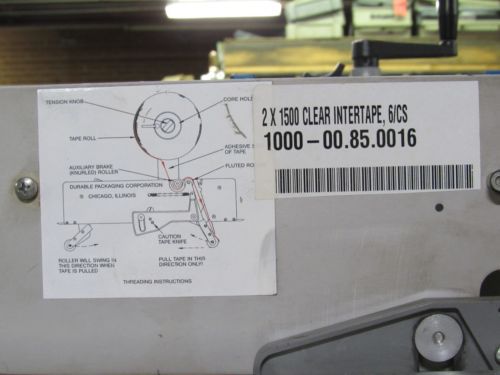 TENSION KNOB
CORE HOL
TAPE ROLL
ADHESIVE S
OF TAPE
AUXILIARY BRAKE
(KNURLED) ROLLER
FLUTED RO
DURABLE PACKAGING CORPORATION
CHICAGO, ILLINOIS
CAUTION
TAPE KNIFE
ROLLER WILL SWING IN
THIS DIRECTION WHEN
TAPE IS PULLED
PULL TAPE IN THIS
DIRECTION ONLY!
THREADING INSTRUCTIONS
2 X 1500 CLEAR INTERTAPE, 6/CS
1000-00.85.0016